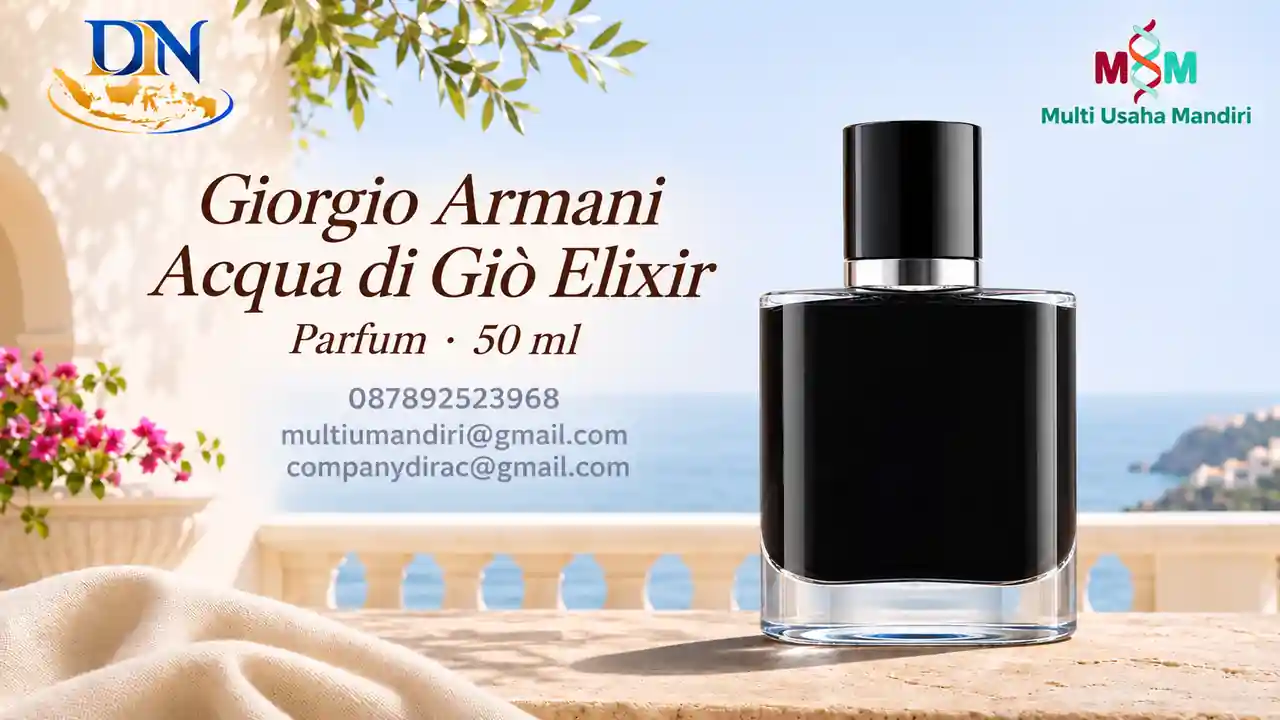 DIN
MSM
Multi Usaha Mandiri
Giorgio Armani
Acqua di Giò Elixir
Parfum · 50 ml
087892523968
multiumandiri@gmail.com
companydirac@gmail.com